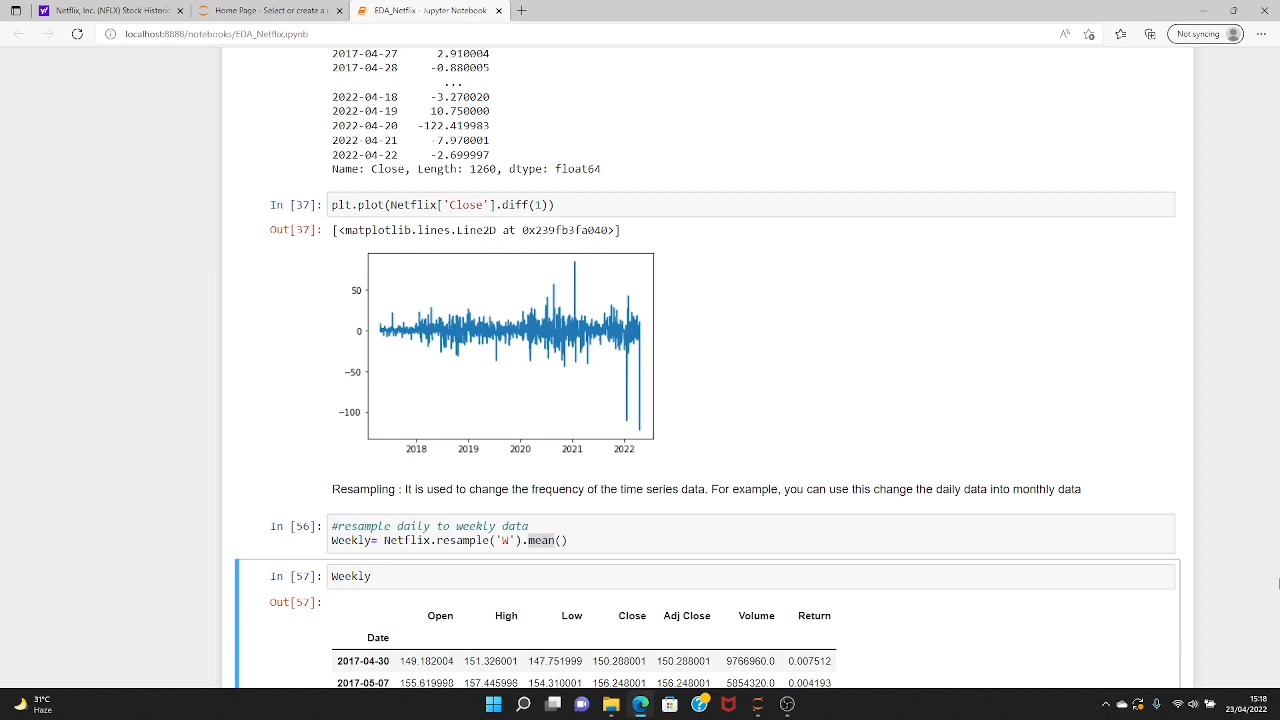 Netflix, Inc. (NFLX) Stock Historic
Home Page - Select or create a n
EDA_Netflix - Jupyter Notebook
localhost:8888/notebooks/EDA_Netflix.ipynb
Not syncing
2017-04-27 2.910004
2017-04-28 -0.880005
...
2022-04-18 -3.270020
2022-04-19 10.750000
2022-04-20 -122.419983
2022-04-21 -7.970001
2022-04-22 -2.699997
Name: Close, Length: 1260, dtype: float64
In [37]: plt.plot(Netflix['Close'].diff(1))
Out[37]: [<matplotlib.lines.Line2D at 0x239fb3fa040>]
50
0
-50
-100
2018 2019 2020 2021 2022
Resampling : It is used to change the frequency of the time series data. For example, you can use this change the daily data into monthly data
In [56]: #resample daily to weekly data
Weekly= Netflix.resample('W').mean()
In [57]: Weekly
Out[57]:
Open High Low Close Adj Close Volume Return
Date
2017-04-30 149.182004 151.326001 147.751999 150.288001 150.288001 9766960.0 0.007512
2017-05-07 155.619998 157.445996 154.310001 156.248001 156.248001 5854320.0 0.004193
31°C
Haze
15:18
23/04/2022